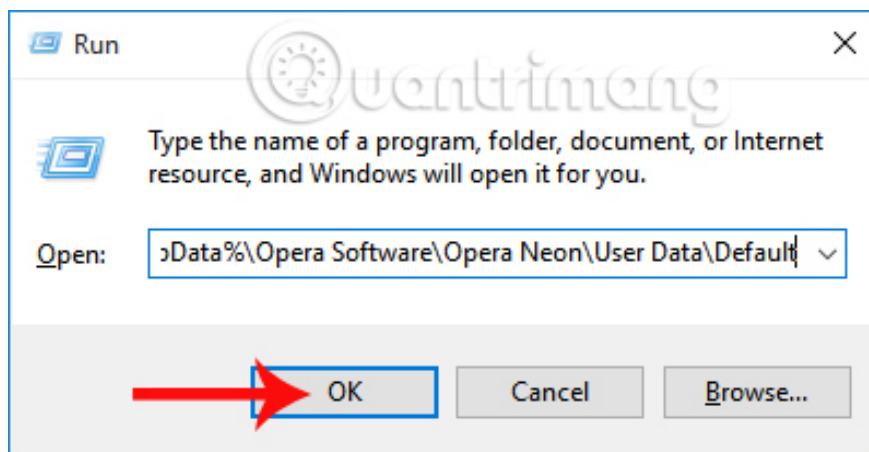 Run
Quantrimang
Type the name of a program, folder, document, or Internet
resource, and Windows will open it for you.
Open:
Data%\Opera Software\Opera Neon\User Data\Default
OK
Cancel
Browse...